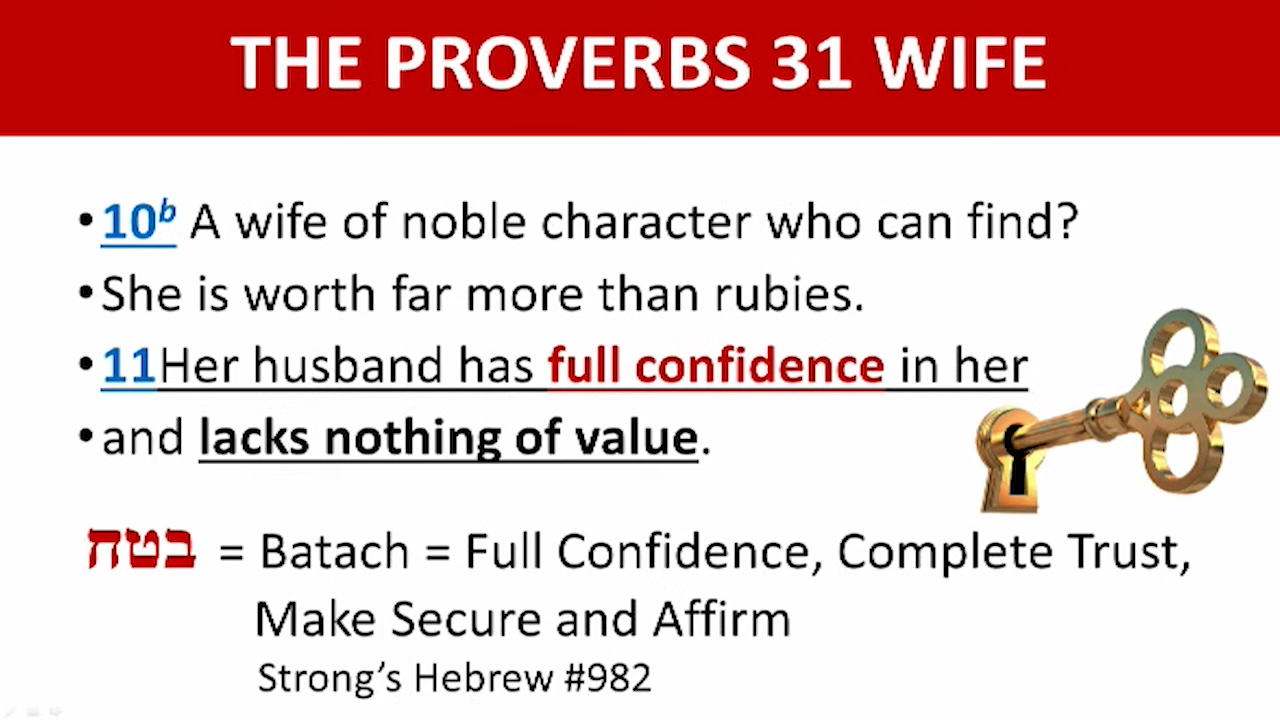 THE PROVERBS 31 WIFE
•10b A wife of noble character who can find?
•She is worth far more than rubies.
•11Her husband has full confidence in her
•and lacks nothing of value.
בטח = Batach = Full Confidence, Complete Trust,
Make Secure and Affirm
Strong’s Hebrew #982